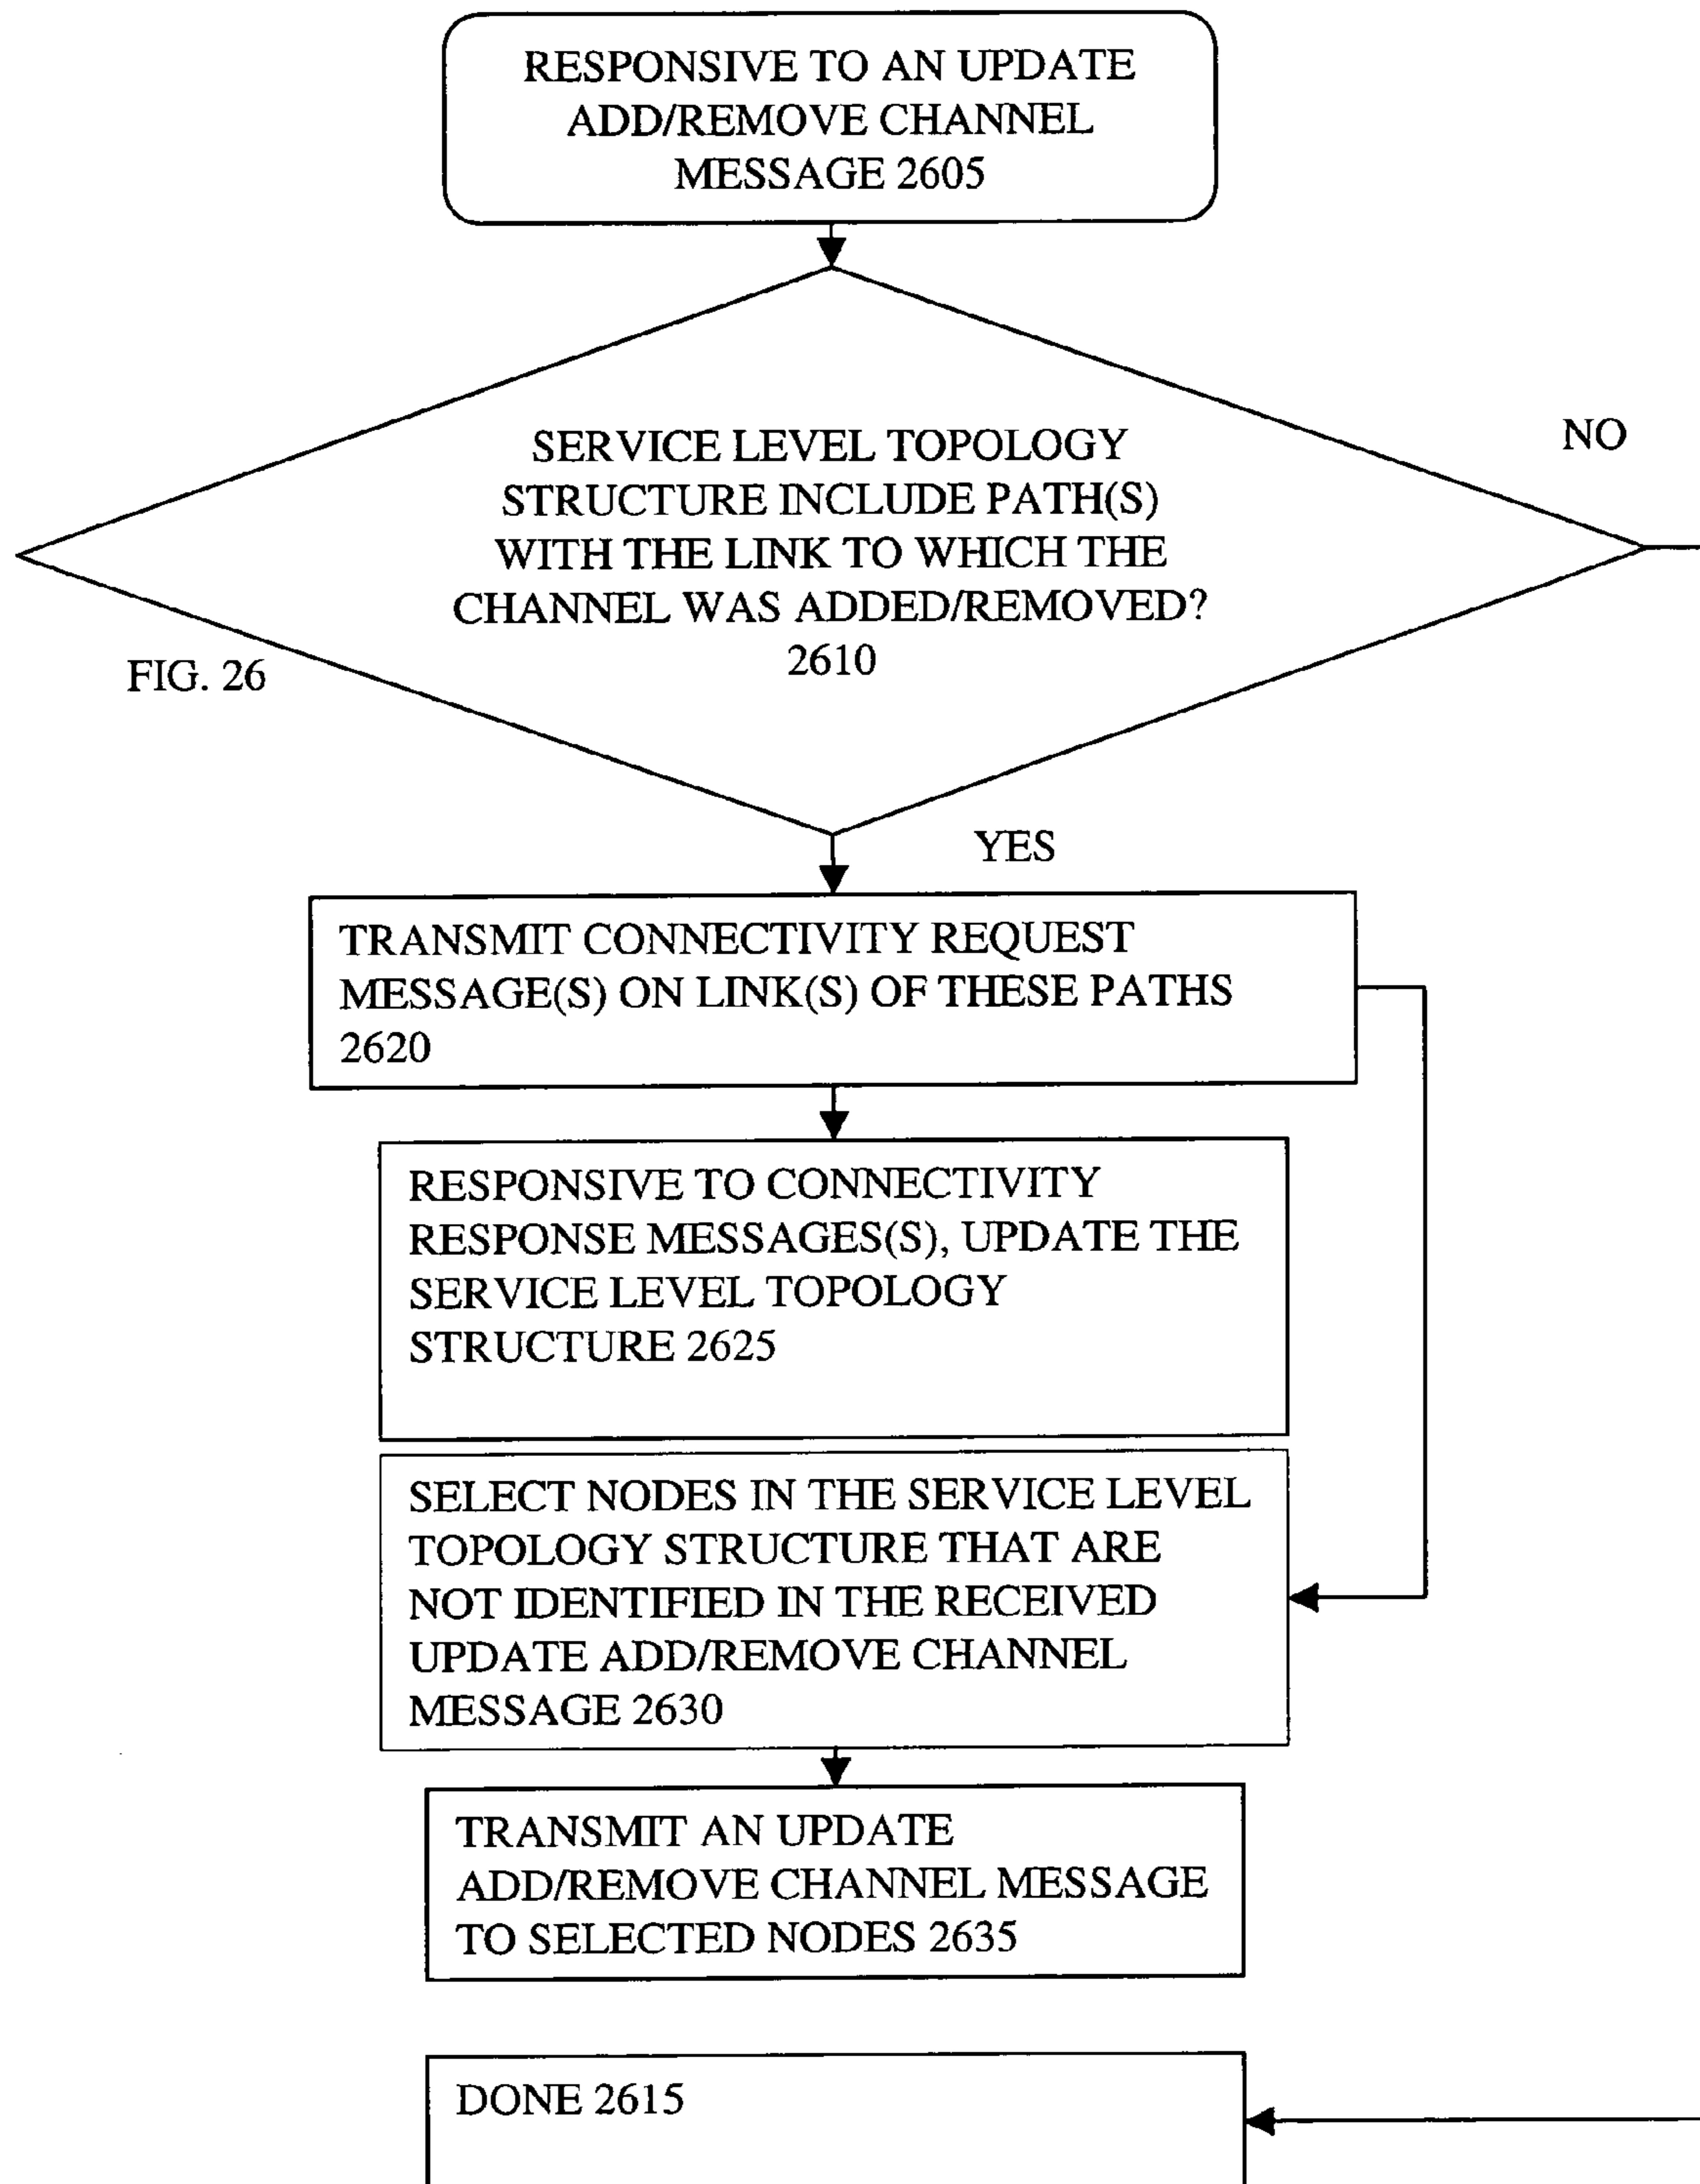 RESPONSIVE TO AN UPDATE
ADD/REMOVE CHANNEL
MESSAGE 2605
NO
SERVICE LEVEL TOPOLOGY
STRUCTURE INCLUDE PATH(S)
WITH THE LINK TO WHICH THE
CHANNEL WAS ADDED/REMOVED?
2610
FIG. 26
YES
TRANSMIT CONNECTIVITY REQUEST
MESSAGE(S) ON LINK(S) OF THESE PATHS
2620
RESPONSIVE TO CONNECTIVITY
RESPONSE MESSAGES(S), UPDATE THE
SERVICE LEVEL TOPOLOGY
STRUCTURE 2625
SELECT NODES IN THE SERVICE LEVEL
TOPOLOGY STRUCTURE THAT ARE
NOT IDENTIFIED IN THE RECEIVED
UPDATE ADD/REMOVE CHANNEL
MESSAGE 2630
TRANSMIT AN UPDATE
ADD/REMOVE CHANNEL MESSAGE
TO SELECTED NODES 2635
DONE 2615